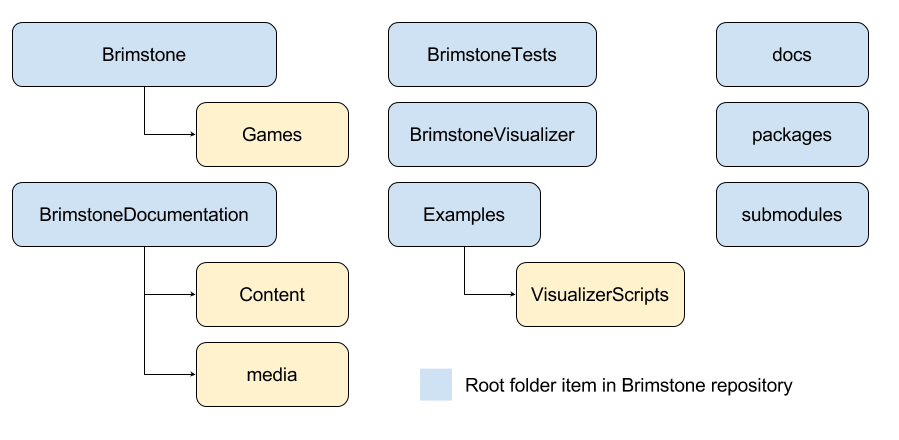 Brimstone
Games
BrimstoneDocumentation
Content
media
BrimstoneTests
BrimstoneVisualizer
Examples
VisualizerScripts
docs
packages
submodules
Root folder item in Brimstone repository